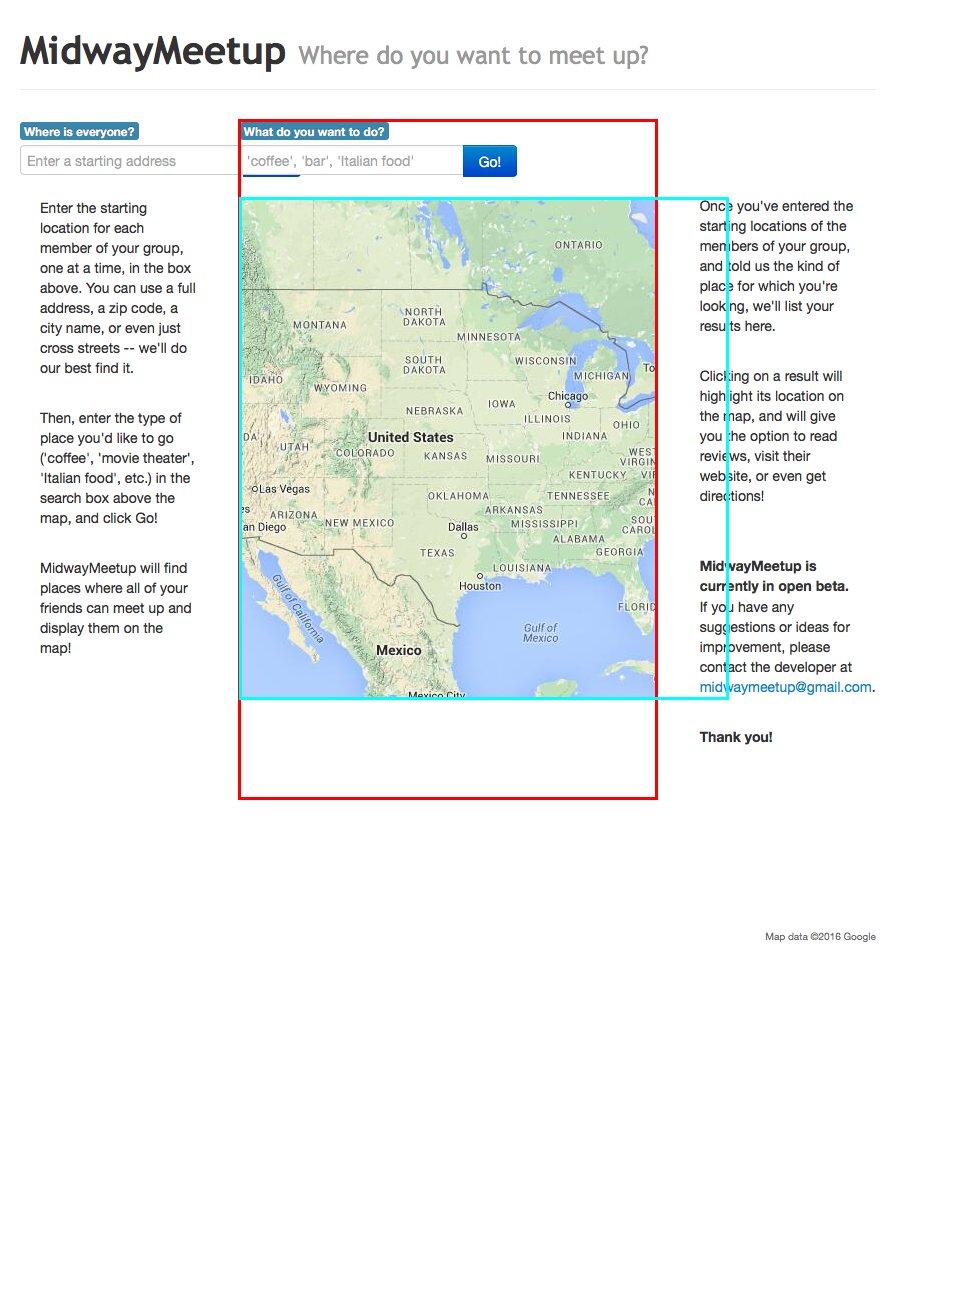 MidwayMeetup Where do you want to meet up?
Where is everyone?
What do you want to do?
Enter a starting address
'coffee', 'bar', 'Italian food'
Go!
Enter the starting
location for each
member of your group,
one at a time, in the box
above. You can use a full
address, a zip code, a
city name, or even just
cross streets -- we'll do
our best find it.
Then, enter the type of
place you'd like to go
('coffee', 'movie theater',
'Italian food', etc.) in the
search box above the
map, and click Go!
MidwayMeetup will find
places where all of your
friends can meet up and
display them on the
map!
ONTARIO
MONTANA
NORTH
DAKOTA
MINNESOTA
SOUTH
DAKOTA
WISCONSIN
MICHIGAN
To
IDAHO
WYOMING
Chicago
IOWA
NEBRASKA
ILLINOIS
OHIO
INDIANA
DA
United States
UTAH
COLORADO
KANSAS
MISSOURI
WEST
VIRGIN
KENTUCKY
Las Vegas
OKLAHOMA
TENNESSEE
N
CA
es
ARIZONA
NEW MEXICO
ARKANSAS
MISSISSIPPI
SOU
CAROL
an Diego
Dallas
ALABAMA
TEXAS
GEORGIA
LOUISIANA
Houston
Gulf of California
FLORID
Gulf of
Mexico
Mexico
Mexico City
Once you've entered the
starting locations of the
members of your group,
and told us the kind of
place for which you're
looking, we'll list your
results here.
Clicking on a result will
highlight its location on
the map, and will give
you the option to read
reviews, visit their
website, or even get
directions!
MidwayMeetup is
currently in open beta.
If you have any
suggestions or ideas for
improvement, please
contact the developer at
midwaymeetup@gmail.com.
Thank you!
Map data ©2016 Google